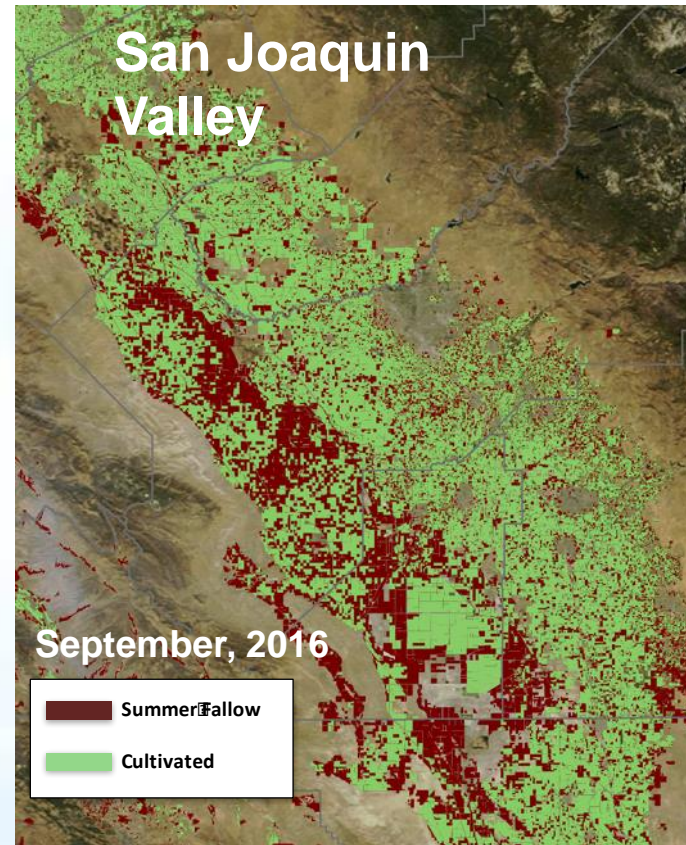 San Joaquin
Valley
September, 2016
Summer Fallow
Cultivated